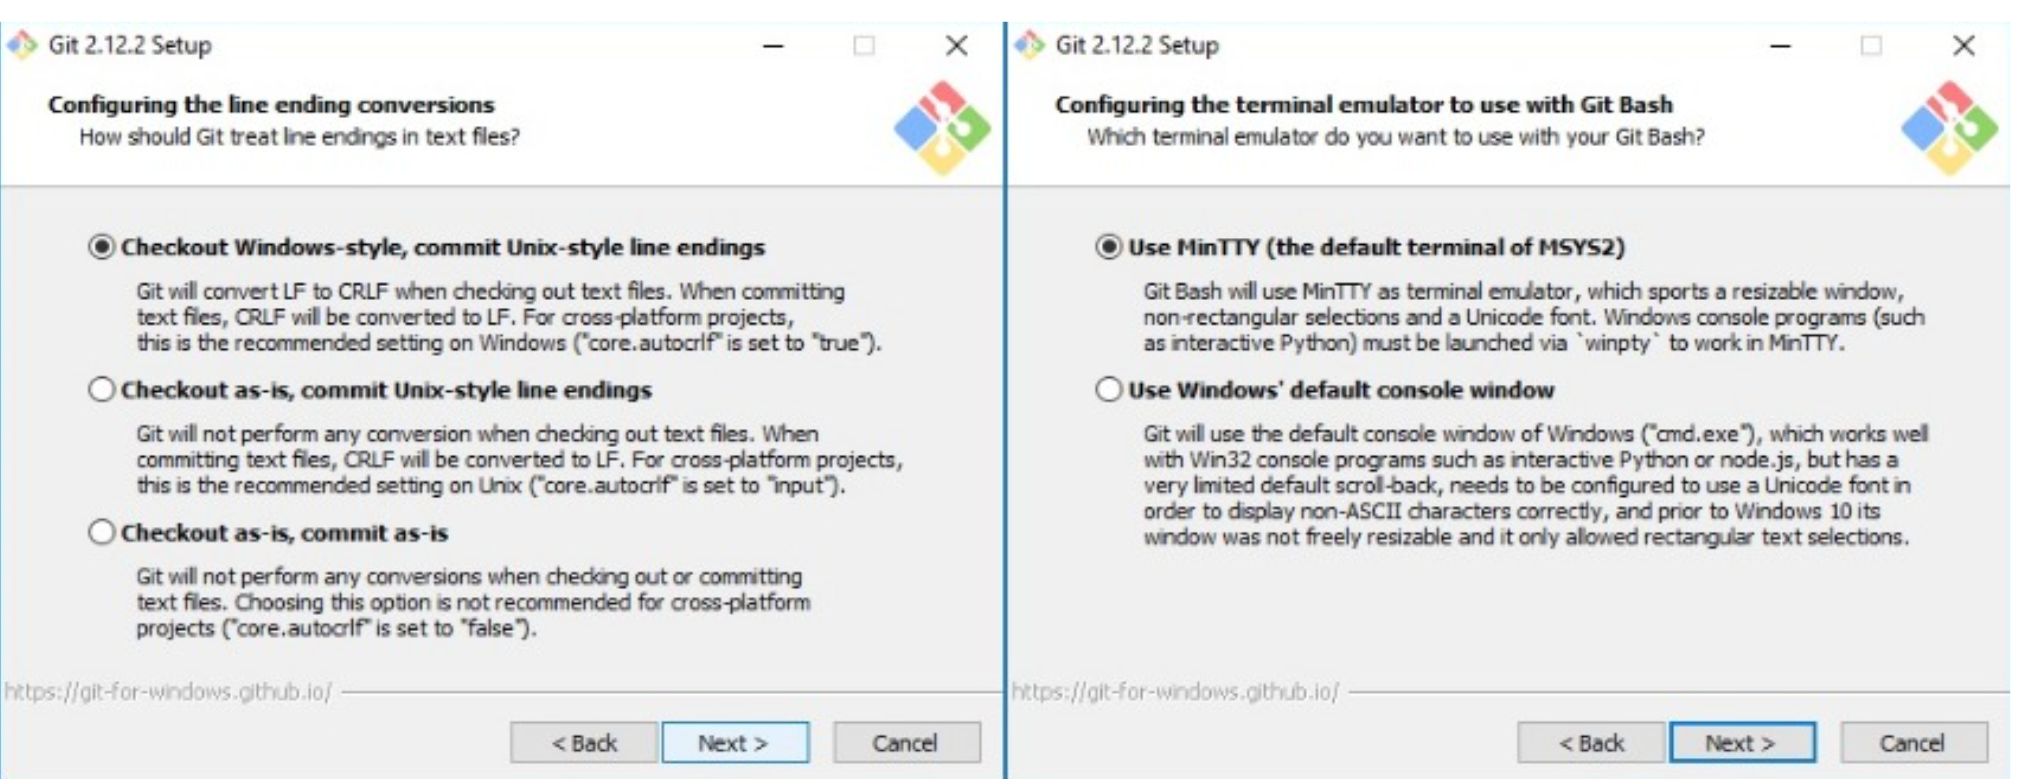 Git 2.12.2 Setup
Configuring the line ending conversions
How should Git treat line endings in text files?
Checkout Windows-style, commit Unix-style line endings
Git will convert LF to CRLF when checking out text files. When committing
text files, CRLF will be converted to LF. For cross-platform projects,
this is the recommended setting on Windows ("core.autocrlf" is set to "true").
Checkout as-is, commit Unix-style line endings
Git will not perform any conversion when checking out text files. When
committing text files, CRLF will be converted to LF. For cross-platform projects,
this is the recommended setting on Unix ("core.autocrlf" is set to "input").
Checkout as-is, commit as-is
Git will not perform any conversions when checking out or committing
text files. Choosing this option is not recommended for cross-platform
projects ("core.autocrlf" is set to "false").
https://git-for-windows.github.io/
< Back
Next >
Cancel
Git 2.12.2 Setup
Configuring the terminal emulator to use with Git Bash
Which terminal emulator do you want to use with your Git Bash?
Use MinTTY (the default terminal of MSYS2)
Git Bash will use MinTTY as terminal emulator, which sports a resizable window,
non-rectangular selections and a Unicode font. Windows console programs (such
as interactive Python) must be launched via `winpty` to work in MinTTY.
Use Windows' default console window
Git will use the default console window of Windows ("cmd.exe"), which works well
with Win32 console programs such as interactive Python or node.js, but has a
very limited default scroll-back, needs to be configured to use a Unicode font in
order to display non-ASCII characters correctly, and prior to Windows 10 its
window was not freely resizable and it only allowed rectangular text selections.
https://git-for-windows.github.io/
< Back
Next >
Cancel